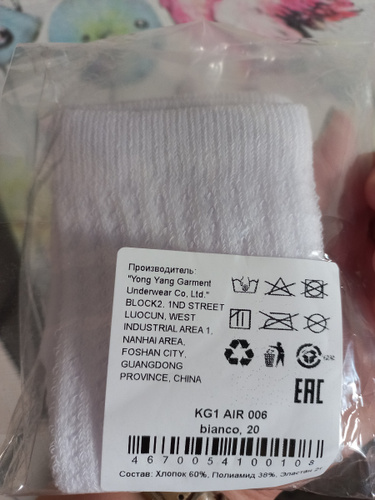 Производитель:
"Yong Yang Garment
Underwear Co, Ltd."
BLOCK2. 1ND STREET
LUOCUN, WEST
INDUSTRIAL AREA 1,
NANHAI AREA,
FOSHAN CITY,
GUANGDONG
PROVINCE, CHINA
EAC
KG1 AIR 006
bianco, 20
4670054100108
Состав: Хлопок 60%, Полиамид 38%, Эластан